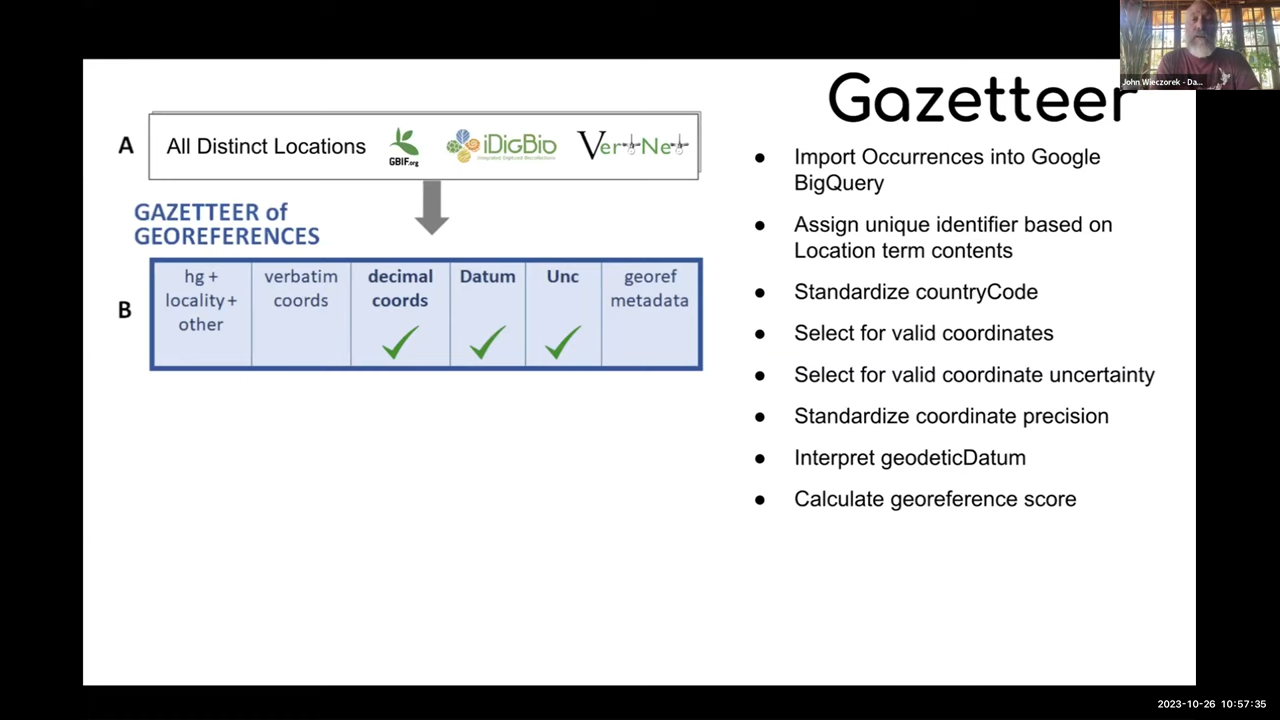 John Wieczorek - Da...
Gazetteer
A
All Distinct Locations
GBIF.org
iDigBio
Integrated Digitized Biocollections
VertNet
GAZETTEER of
GEOREFERENCES
B
hg +
locality +
other
verbatim
coords
decimal
coords
Datum
Unc
georef
metadata
● Import Occurrences into Google
BigQuery
● Assign unique identifier based on
Location term contents
● Standardize countryCode
● Select for valid coordinates
● Select for valid coordinate uncertainty
● Standardize coordinate precision
● Interpret geodeticDatum
● Calculate georeference score
2023-10-26 10:57:35